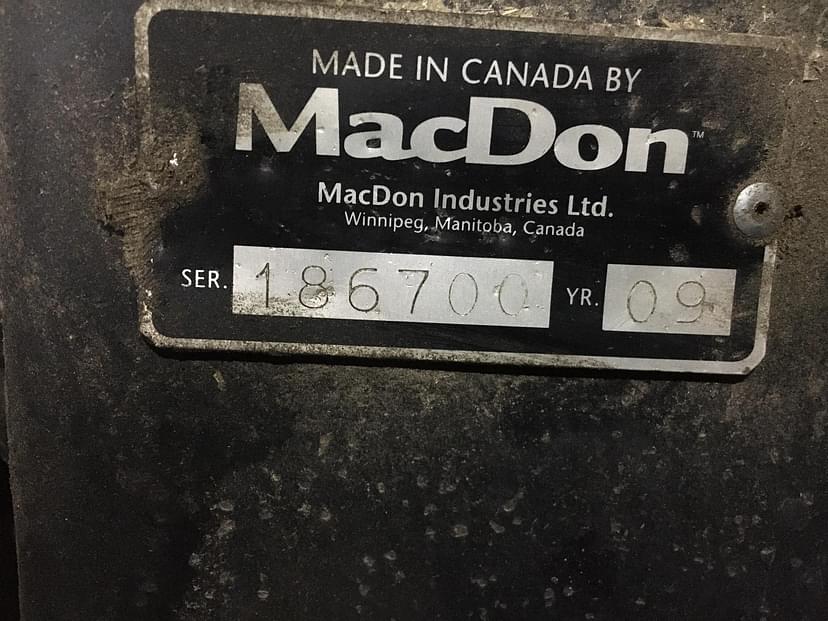 MADE IN CANADA BY
MacDon™
MacDon Industries Ltd.
Winnipeg, Manitoba, Canada
SER. 186700 YR. 09